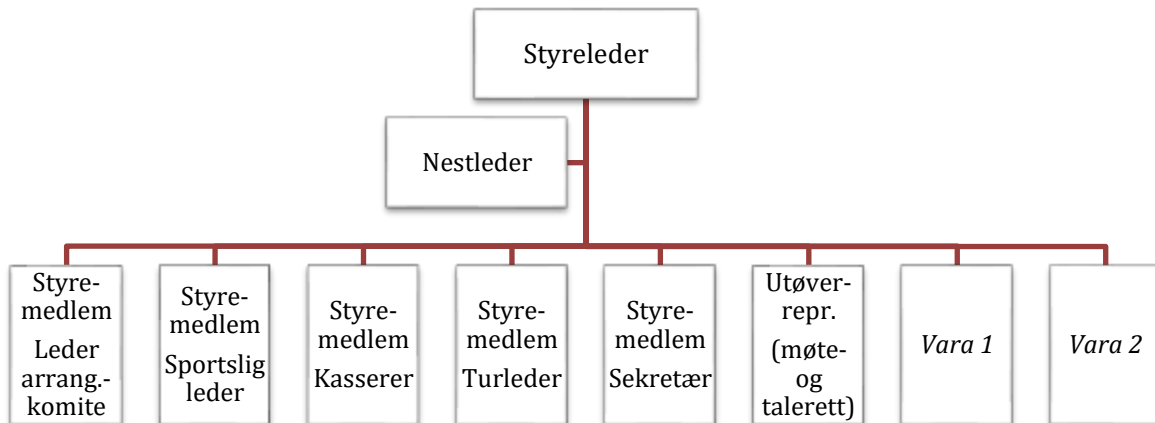 Styreleder
Nestleder
Styre-
medlem
Leder
arrang.-
komite
Styre-
medlem
Sportslig
leder
Styre-
medlem
Kasserer
Styre-
medlem
Turleder
Styre-
medlem
Sekretær
Utøver-
repr.
(møte-
og
talerett)
Vara 1
Vara 2